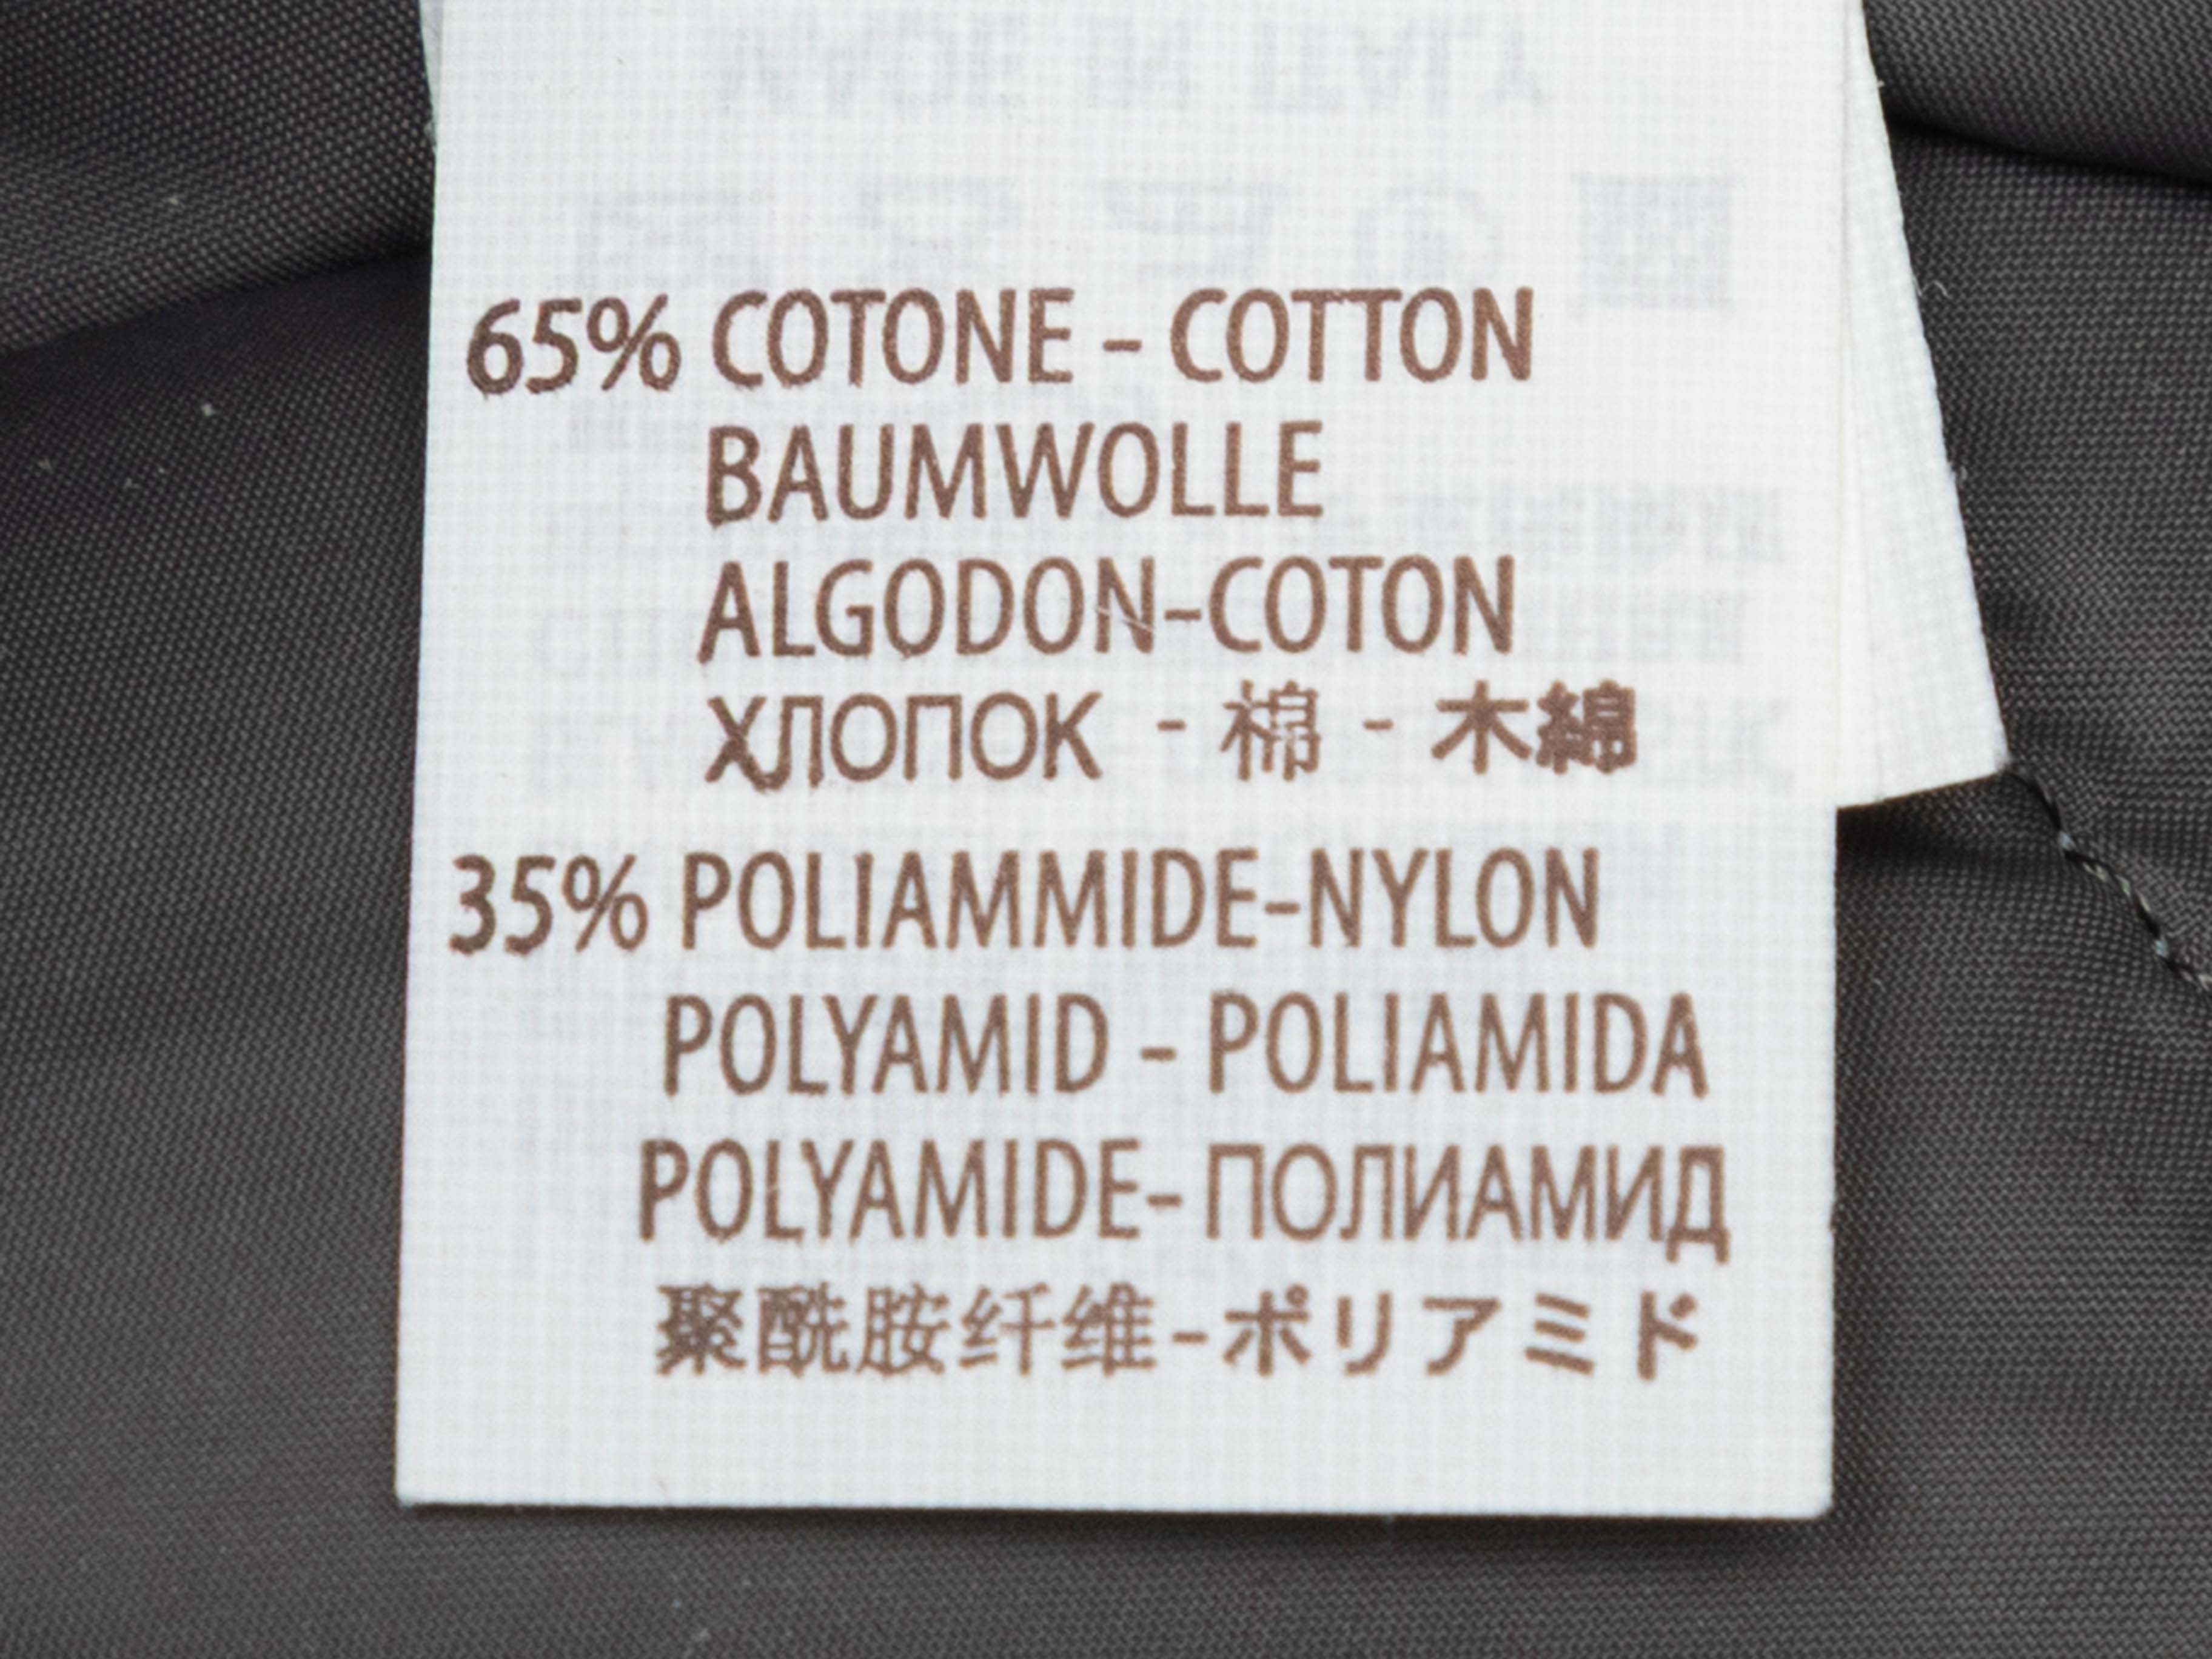 65% COTONE - COTTON
BAUMWOLLE
ALGODON-COTON
ХЛОПОК - 棉 - 木綿
35% POLIAMMIDE-NYLON
POLYAMID - POLIAMIDA
POLYAMIDE-ПОЛИАМИД
聚酰胺纤维-ポリアミド